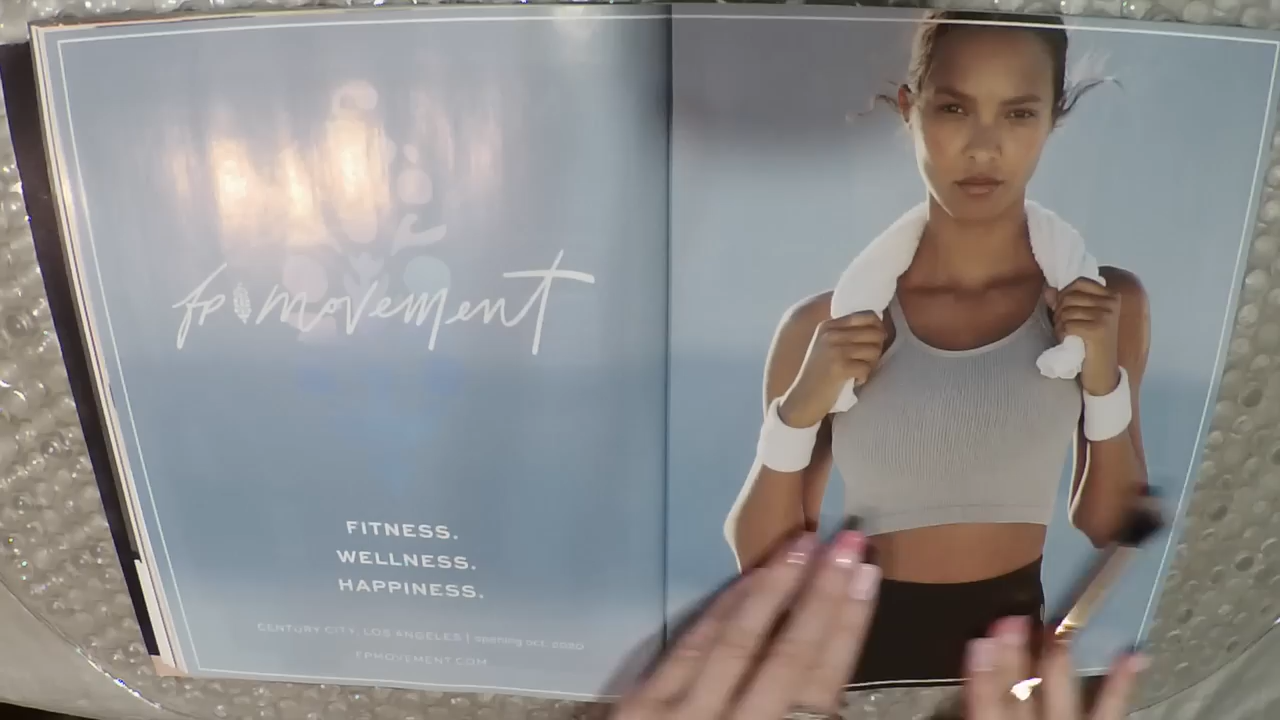 fp movement
FITNESS.
WELLNESS.
HAPPINESS.
CENTURY CITY, LOS ANGELES | opening oct. 2020
FPMOVEMENT.COM